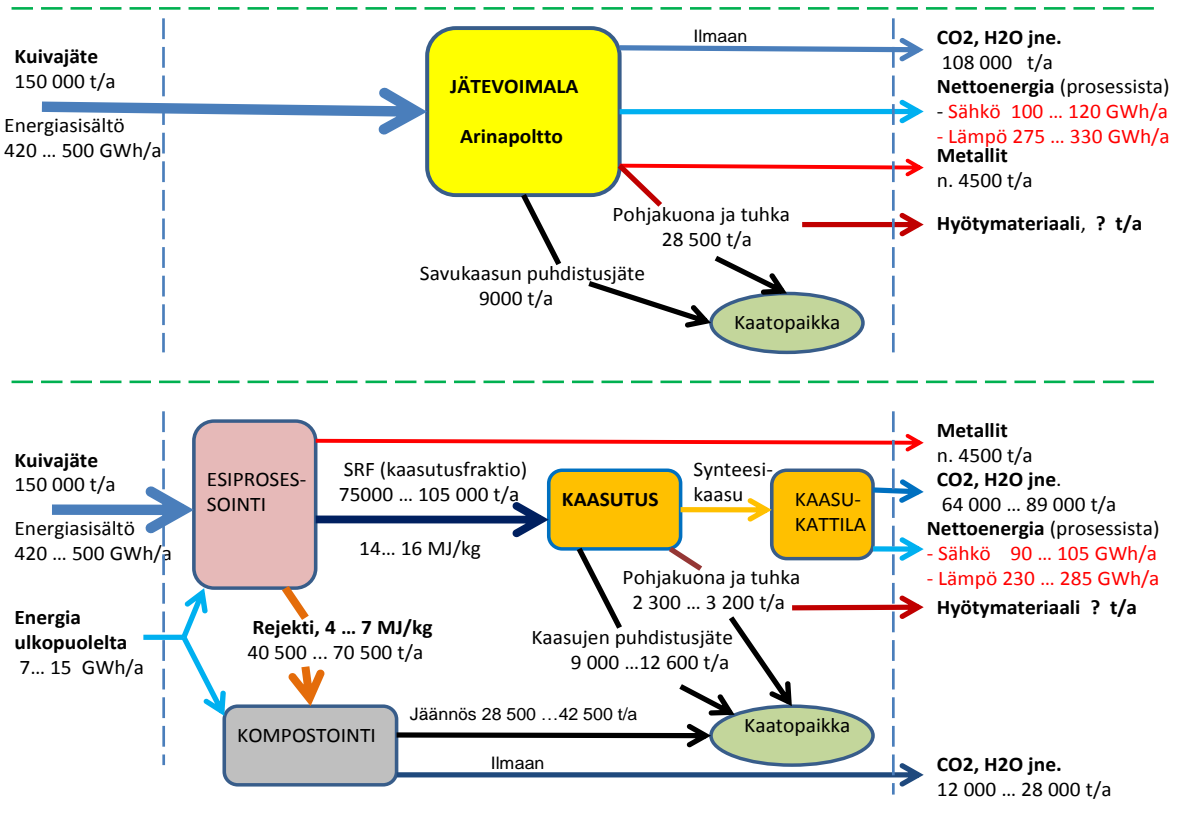 Kuivajäte
150 000 t/a
Energiasisältö
420 ... 500 GWh/a
JÄTEVOIMALA
Arinapoltto
Ilmaan
CO2, H2O jne.
108 000 t/a
Nettoenergia (prosessista)
- Sähkö 100 ... 120 GWh/a
- Lämpö 275 ... 330 GWh/a
Metallit
n. 4500 t/a
Pohjakuona ja tuhka
28 500 t/a
Hyötymateriaali, ? t/a
Savukaasun puhdistusjäte
9000 t/a
Kaatopaikka
Kuivajäte
150 000 t/a
Energiasisältö
420 ... 500 GWh/a
ESIPROSES-
SOINTI
SRF (kaasutusfraktio)
75000 ... 105 000 t/a
14... 16 MJ/kg
KAASUTUS
Synteesi-
kaasu
KAASU-
KATTILA
Metallit
n. 4500 t/a
CO2, H2O jne.
64 000 ... 89 000 t/a
Nettoenergia (prosessista)
- Sähkö 90 ... 105 GWh/a
- Lämpö 230 ... 285 GWh/a
Pohjakuona ja tuhka
2 300 ... 3 200 t/a
Hyötymateriaali ? t/a
Energia
ulkopuolelta
7... 15 GWh/a
Rejekti, 4 ... 7 MJ/kg
40 500 ... 70 500 t/a
Kaasujen puhdistusjäte
9 000 ...12 600 t/a
KOMPOSTOINTI
Jäännös 28 500 ...42 500 t/a
Kaatopaikka
Ilmaan
CO2, H2O jne.
12 000 ... 28 000 t/a